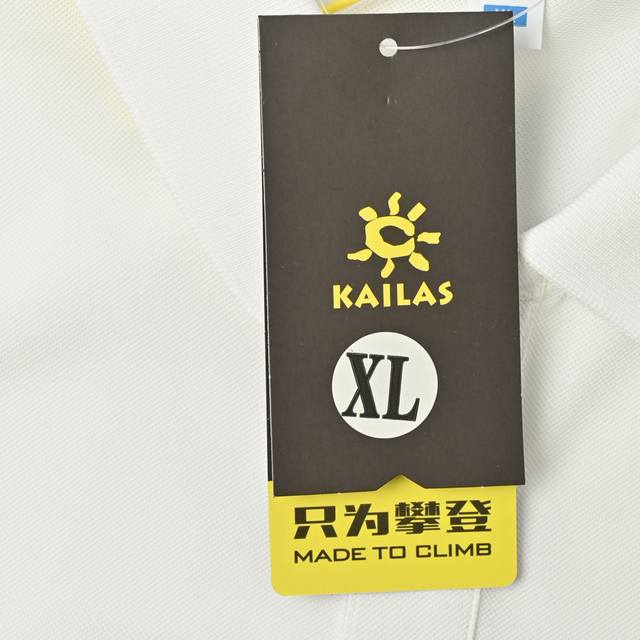 KAILAS
XL
只为攀登
MADE TO CLIMB